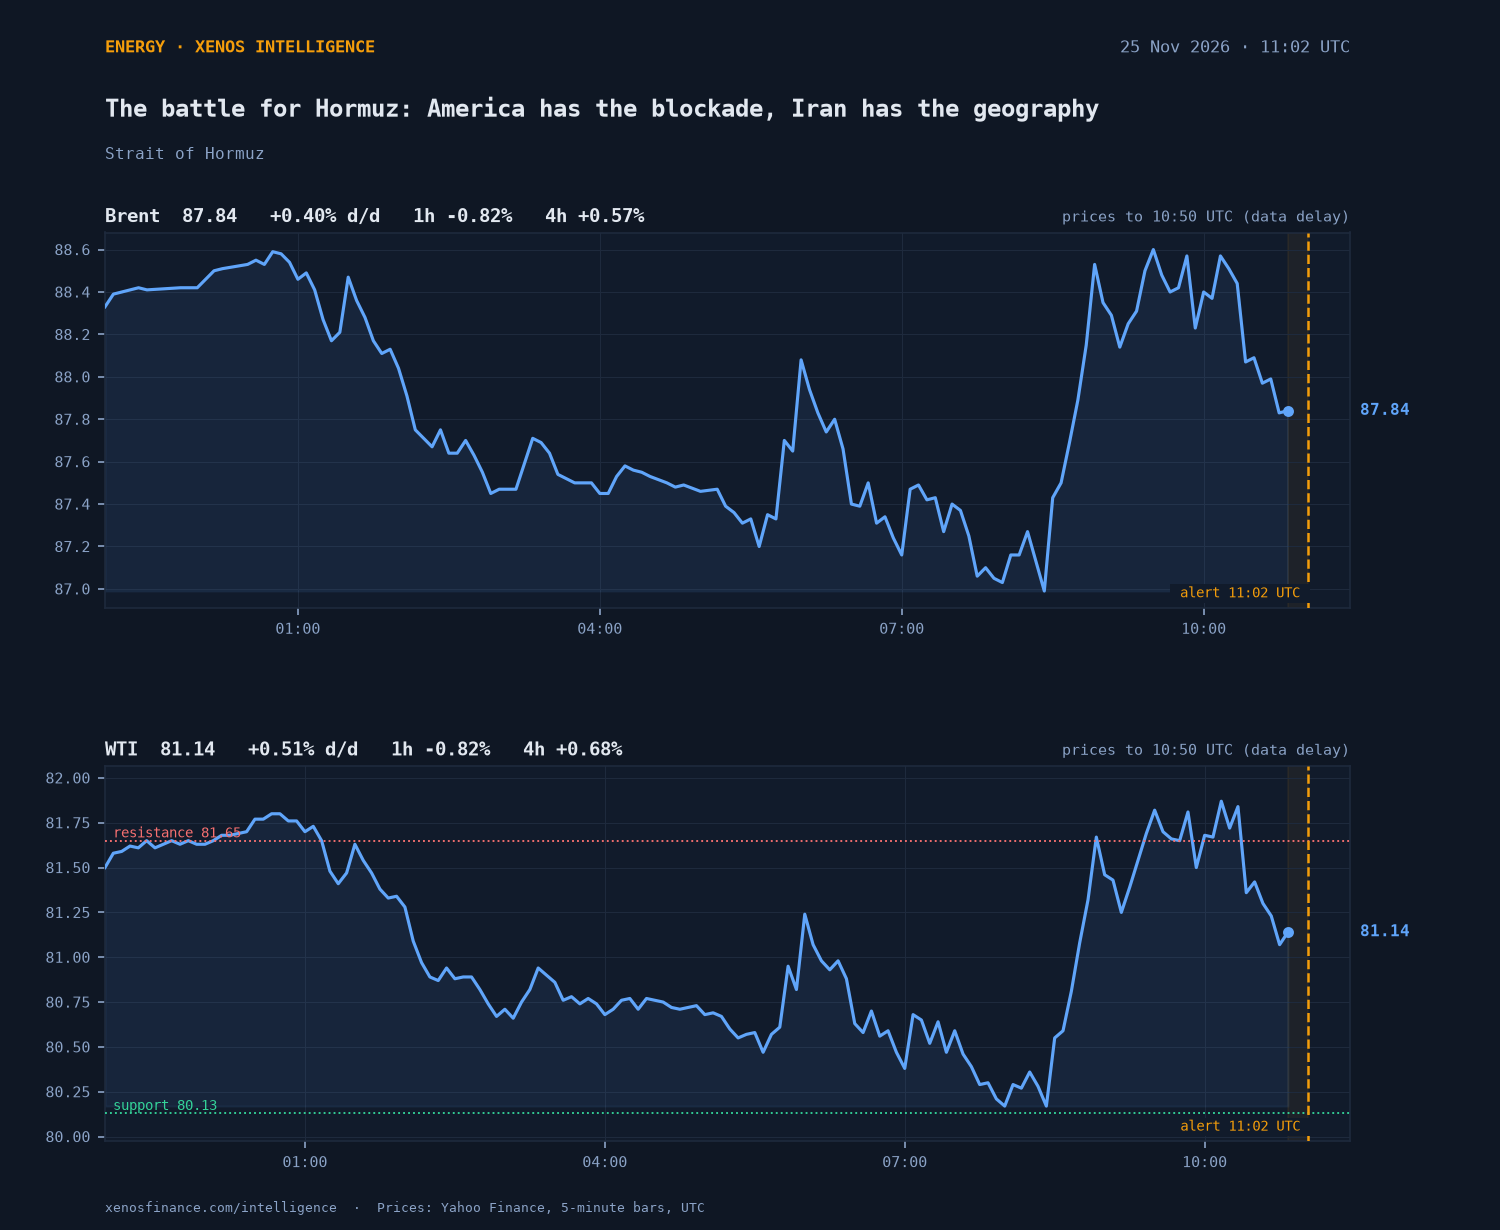 ENERGY · XENOS INTELLIGENCE
25 Nov 2026 · 11:02 UTC
The battle for Hormuz: America has the blockade, Iran has the geography
Strait of Hormuz
Brent 87.84 +0.40% d/d 1h -0.82% 4h +0.57%
prices to 10:50 UTC (data delay)
88.6
88.4
88.2
88.0
87.8
87.84
87.6
87.4
87.2
87.0
alert 11:02 UTC
01:00 04:00 07:00 10:00
WTI 81.14 +0.51% d/d 1h -0.82% 4h +0.68%
prices to 10:50 UTC (data delay)
82.00
81.75
resistance 81.65
81.50
81.25
81.14
81.00
80.75
80.50
80.25
support 80.13
alert 11:02 UTC
80.00
01:00 04:00 07:00 10:00
xenosfinance.com/intelligence · Prices: Yahoo Finance, 5-minute bars, UTC